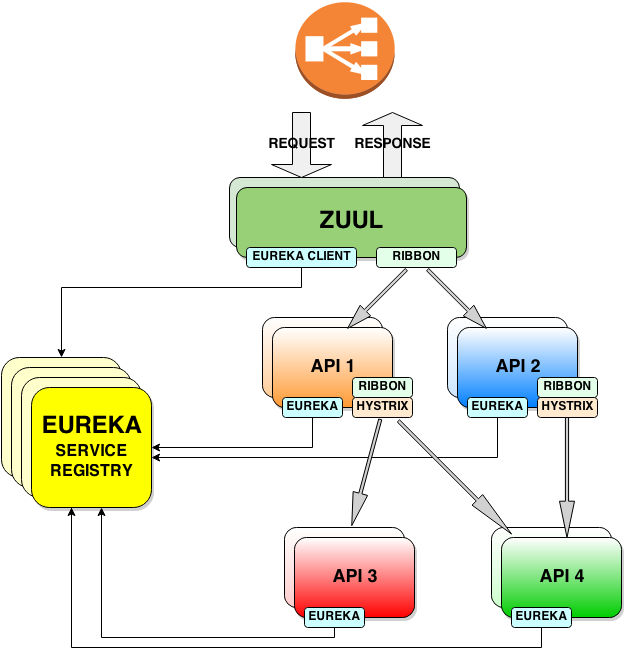 REQUEST
RESPONSE
ZUUL
EUREKA CLIENT
RIBBON
API 1
RIBBON
EUREKA
HYSTRIX
API 2
RIBBON
EUREKA
HYSTRIX
EUREKA
SERVICE
REGISTRY
API 3
EUREKA
API 4
EUREKA